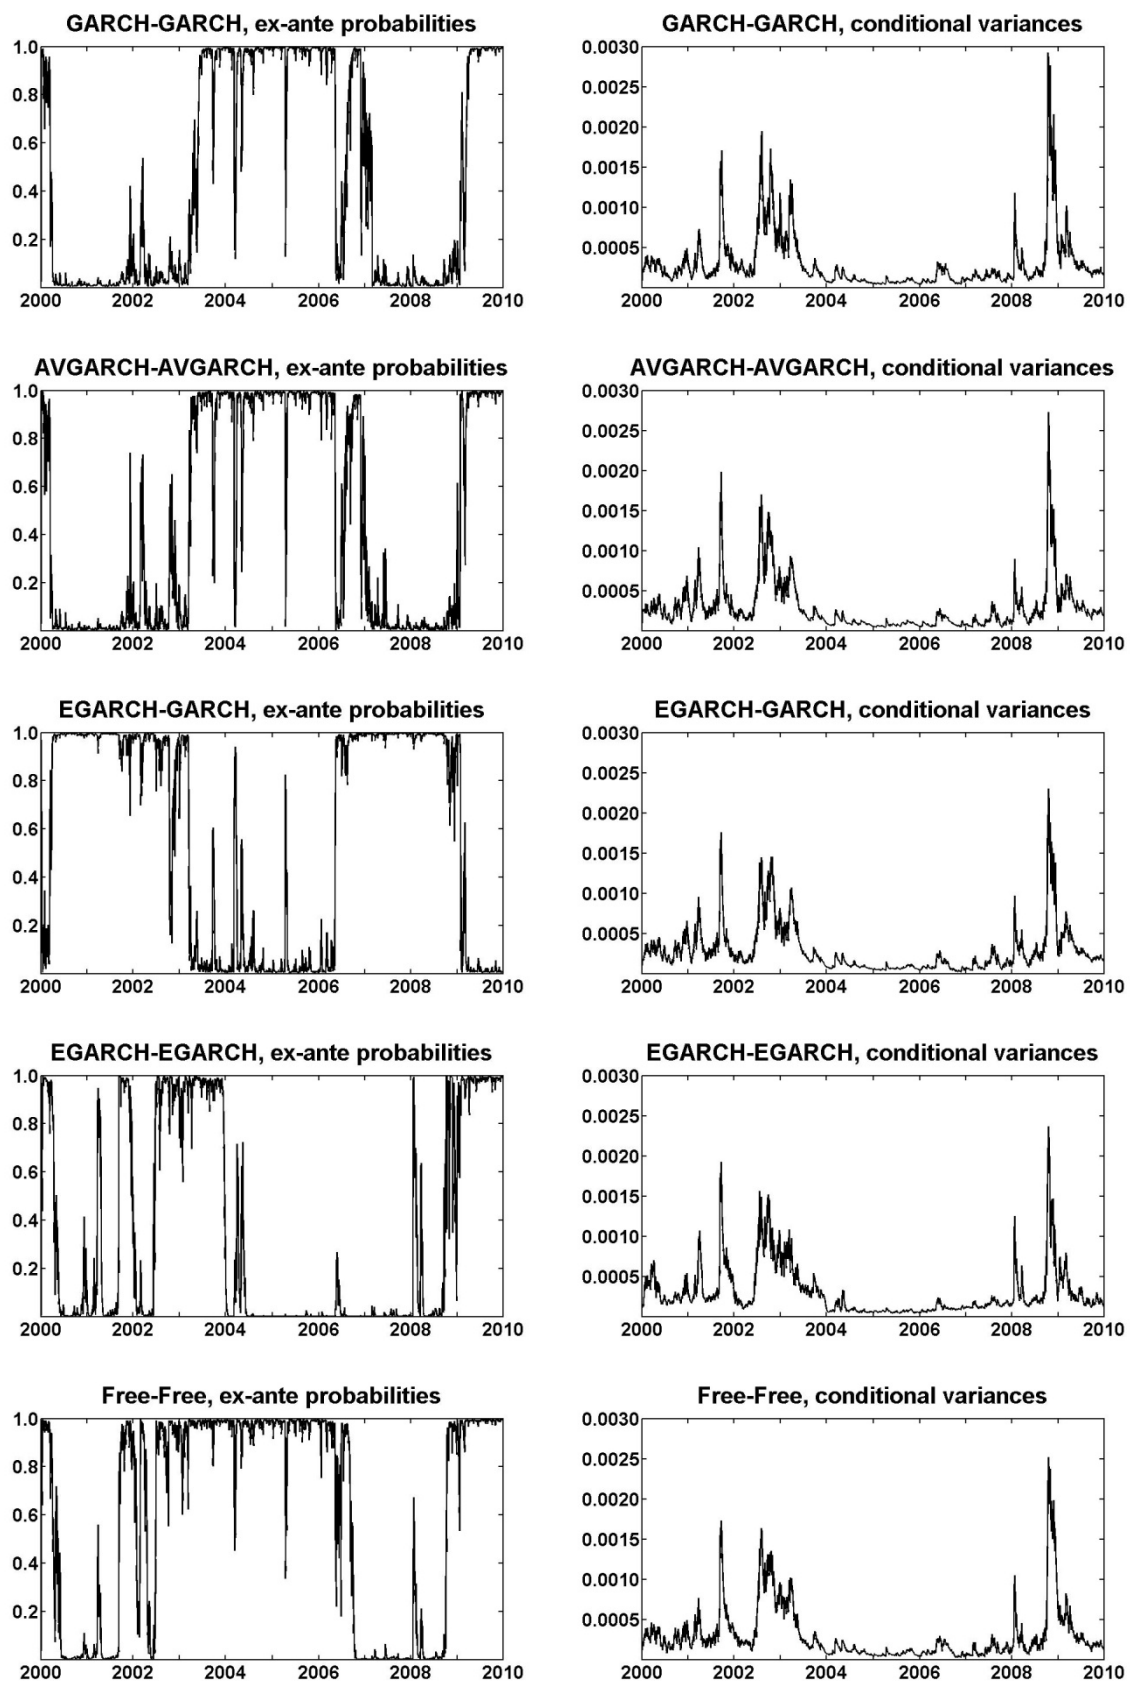 GARCH-GARCH, ex-ante probabilities
1.0
0.8
0.6
0.4
0.2
2000 2002 2004 2006 2008 2010
GARCH-GARCH, conditional variances
0.0030
0.0025
0.0020
0.0015
0.0010
0.0005
2000 2002 2004 2006 2008 2010
AVGARCH-AVGARCH, ex-ante probabilities
1.0
0.8
0.6
0.4
0.2
2000 2002 2004 2006 2008 2010
AVGARCH-AVGARCH, conditional variances
0.0030
0.0025
0.0020
0.0015
0.0010
0.0005
2000 2002 2004 2006 2008 2010
EGARCH-GARCH, ex-ante probabilities
1.0
0.8
0.6
0.4
0.2
2000 2002 2004 2006 2008 2010
EGARCH-GARCH, conditional variances
0.0030
0.0025
0.0020
0.0015
0.0010
0.0005
2000 2002 2004 2006 2008 2010
EGARCH-EGARCH, ex-ante probabilities
1.0
0.8
0.6
0.4
0.2
2000 2002 2004 2006 2008 2010
EGARCH-EGARCH, conditional variances
0.0030
0.0025
0.0020
0.0015
0.0010
0.0005
2000 2002 2004 2006 2008 2010
Free-Free, ex-ante probabilities
1.0
0.8
0.6
0.4
0.2
2000 2002 2004 2006 2008 2010
Free-Free, conditional variances
0.0030
0.0025
0.0020
0.0015
0.0010
0.0005
2000 2002 2004 2006 2008 2010